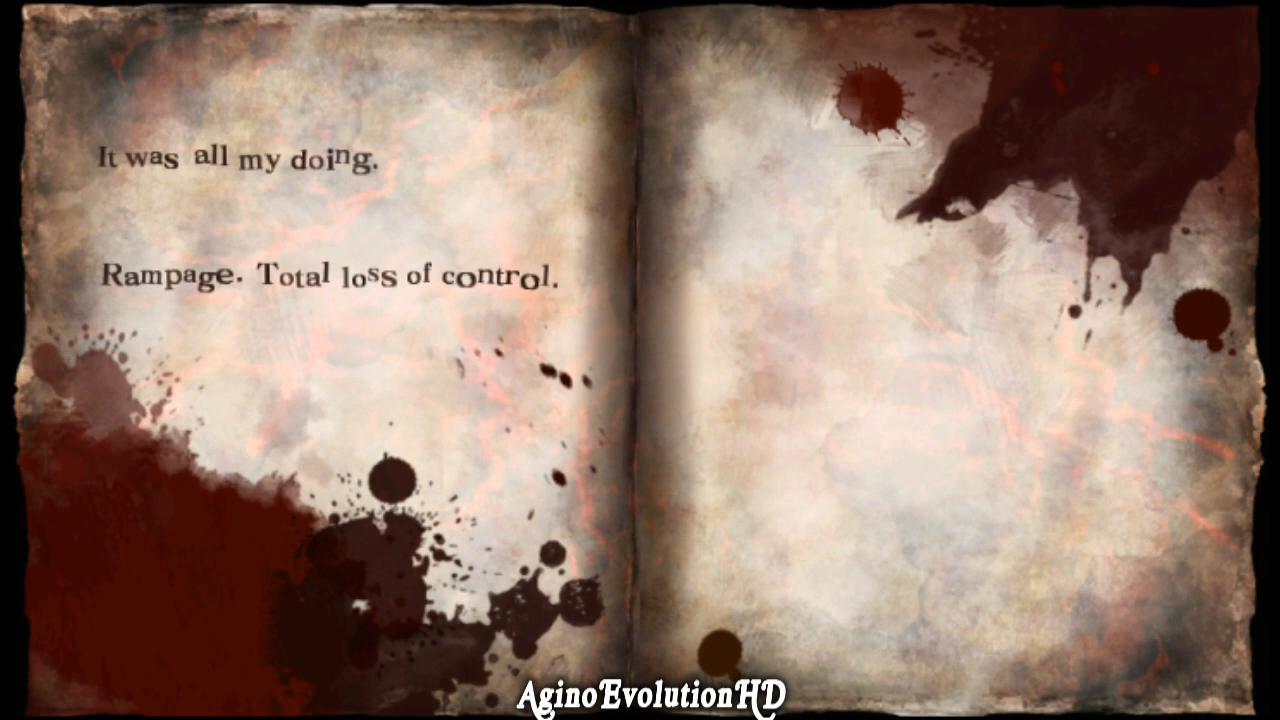 It was all my doing.
Rampage. Total loss of control.
AginoEvolutionHD